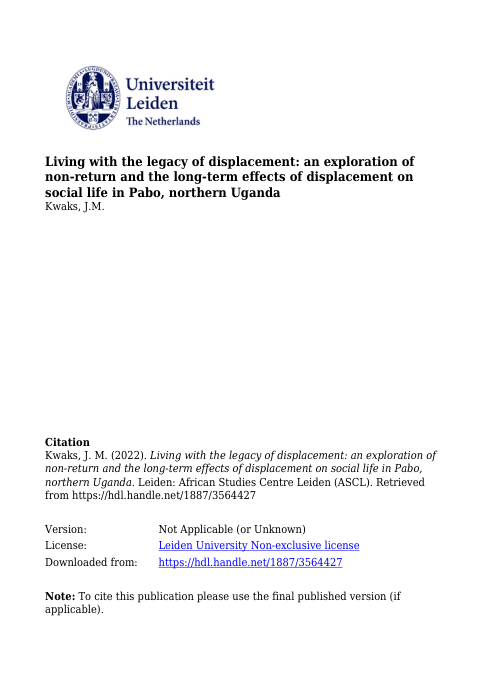 Universiteit
Leiden
The Netherlands
Living with the legacy of displacement: an exploration of
non-return and the long-term effects of displacement on
social life in Pabo, northern Uganda
Kwaks, J.M.
Citation
Kwaks, J. M. (2022). Living with the legacy of displacement: an exploration of
non-return and the long-term effects of displacement on social life in Pabo,
northern Uganda. Leiden: African Studies Centre Leiden (ASCL). Retrieved
from https://hdl.handle.net/1887/3564427
Version: Not Applicable (or Unknown)
License: Leiden University Non-exclusive license
Downloaded from: https://hdl.handle.net/1887/3564427
Note: To cite this publication please use the final published version (if
applicable).